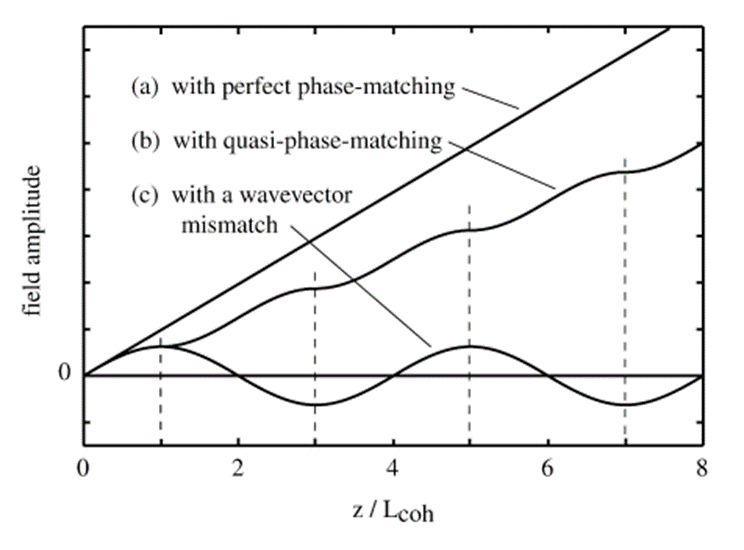 (a) with perfect phase-matching
(b) with quasi-phase-matching
(c) with a wavevector
mismatch
field amplitude
0
0 2 4 6 8
z / Lcoh